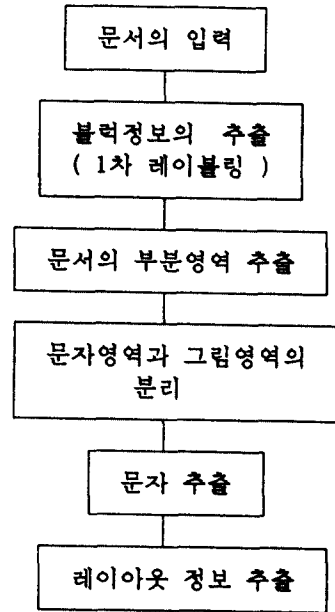 문서의 입력
블럭정보의 추출
( 1차 레이블링 )
문서의 부분영역 추출
문자영역과 그림영역의
분리
문자 추출
레이아웃 정보 추출